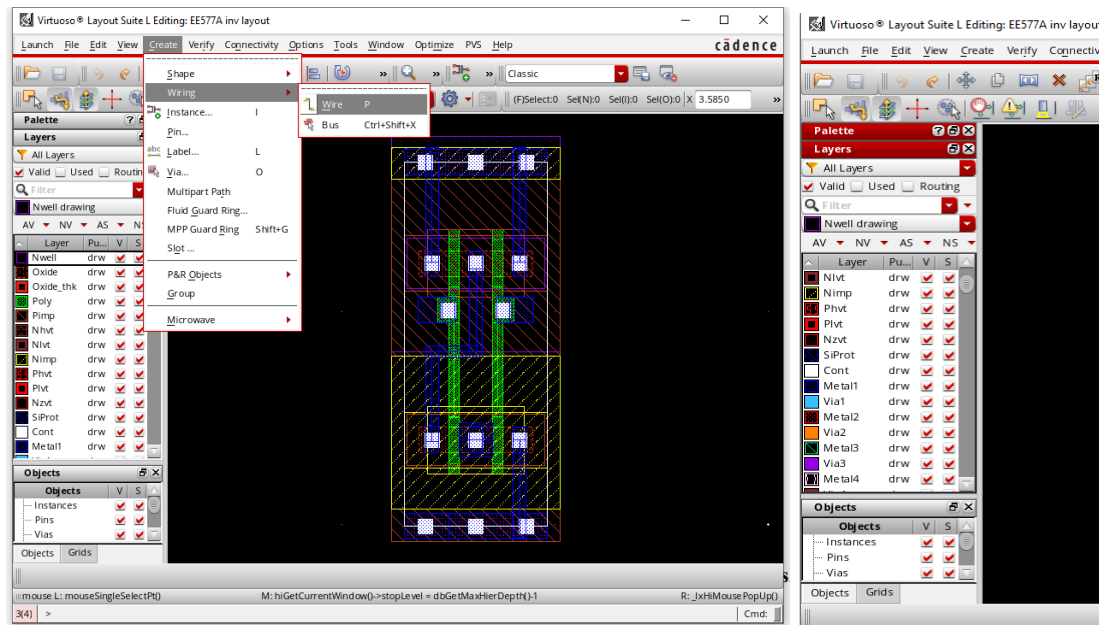 Virtuoso® Layout Suite L Editing: EE577A inv layout
Launch File Edit View Create Verify Connectivity Options Tools Window Optimize PVS Help
cādence
Classic
(F)Select:0 Sel(N):0 Sel(I):0 Sel(O):0 X 3.5850
Shape
Wiring
Instance... I
Pin...
Label... L
Via... O
Multipart Path
Fluid Guard Ring...
MPP Guard Ring Shift+G
Slot ...
P&R Objects
Group
Microwave
Wire P
Bus Ctrl+Shift+X
abc
Palette
Layers
All Layers
Valid Used Routin
Filter
Nwell drawing
AV NV AS NS
Layer Pu... V S
Nwell drw
Oxide drw
Oxide_thk drw
Poly drw
Pimp drw
Nhvt drw
Nlvt drw
Nimp drw
Phvt drw
Plvt drw
Nzvt drw
SiProt drw
Cont drw
Metal1 drw
Objects
Objects V S
Instances
Pins
Vias
Objects Grids
mouse L: mouseSingleSelectPt() M: hiGetCurrentWindow()->stopLevel = dbGetMaxHierDepth()-1 R: _lxHiMousePopUp()
3(4) > Cmd:
s
Virtuoso® Layout Suite L Editing: EE577A inv layout
Launch File Edit View Create Verify Connectiv
Palette
Layers
All Layers
Valid Used Routing
Filter
Nwell drawing
AV NV AS NS
Layer Pu... V S
Nlvt drw
Nimp drw
Phvt drw
Plvt drw
Nzvt drw
SiProt drw
Cont drw
Metal1 drw
Via1 drw
Metal2 drw
Via2 drw
Metal3 drw
Via3 drw
Metal4 drw
Objects
Objects V S
Instances
Pins
Vias
Objects Grids